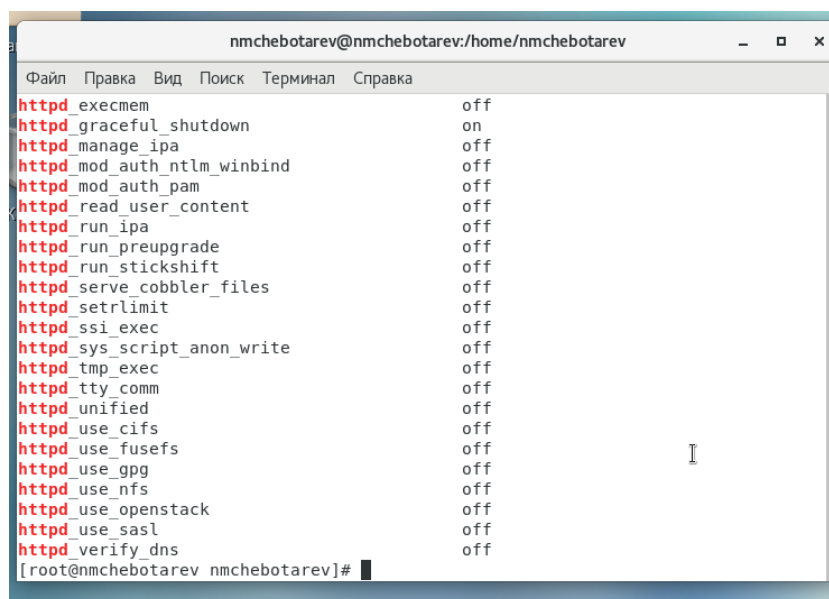 nmchebotarev@nmchebotarev:/home/nmchebotarev
Файл Правка Вид Поиск Терминал Справка
httpd_execmem off
httpd_graceful_shutdown on
httpd_manage_ipa off
httpd_mod_auth_ntlm_winbind off
httpd_mod_auth_pam off
httpd_read_user_content off
httpd_run_ipa off
httpd_run_preupgrade off
httpd_run_stickshift off
httpd_serve_cobbler_files off
httpd_setrlimit off
httpd_ssi_exec off
httpd_sys_script_anon_write off
httpd_tmp_exec off
httpd_tty_comm off
httpd_unified off
httpd_use_cifs off
httpd_use_fusefs off
httpd_use_gpg off
httpd_use_nfs off
httpd_use_openstack off
httpd_use_sasl off
httpd_verify_dns off
[root@nmchebotarev nmchebotarev]#